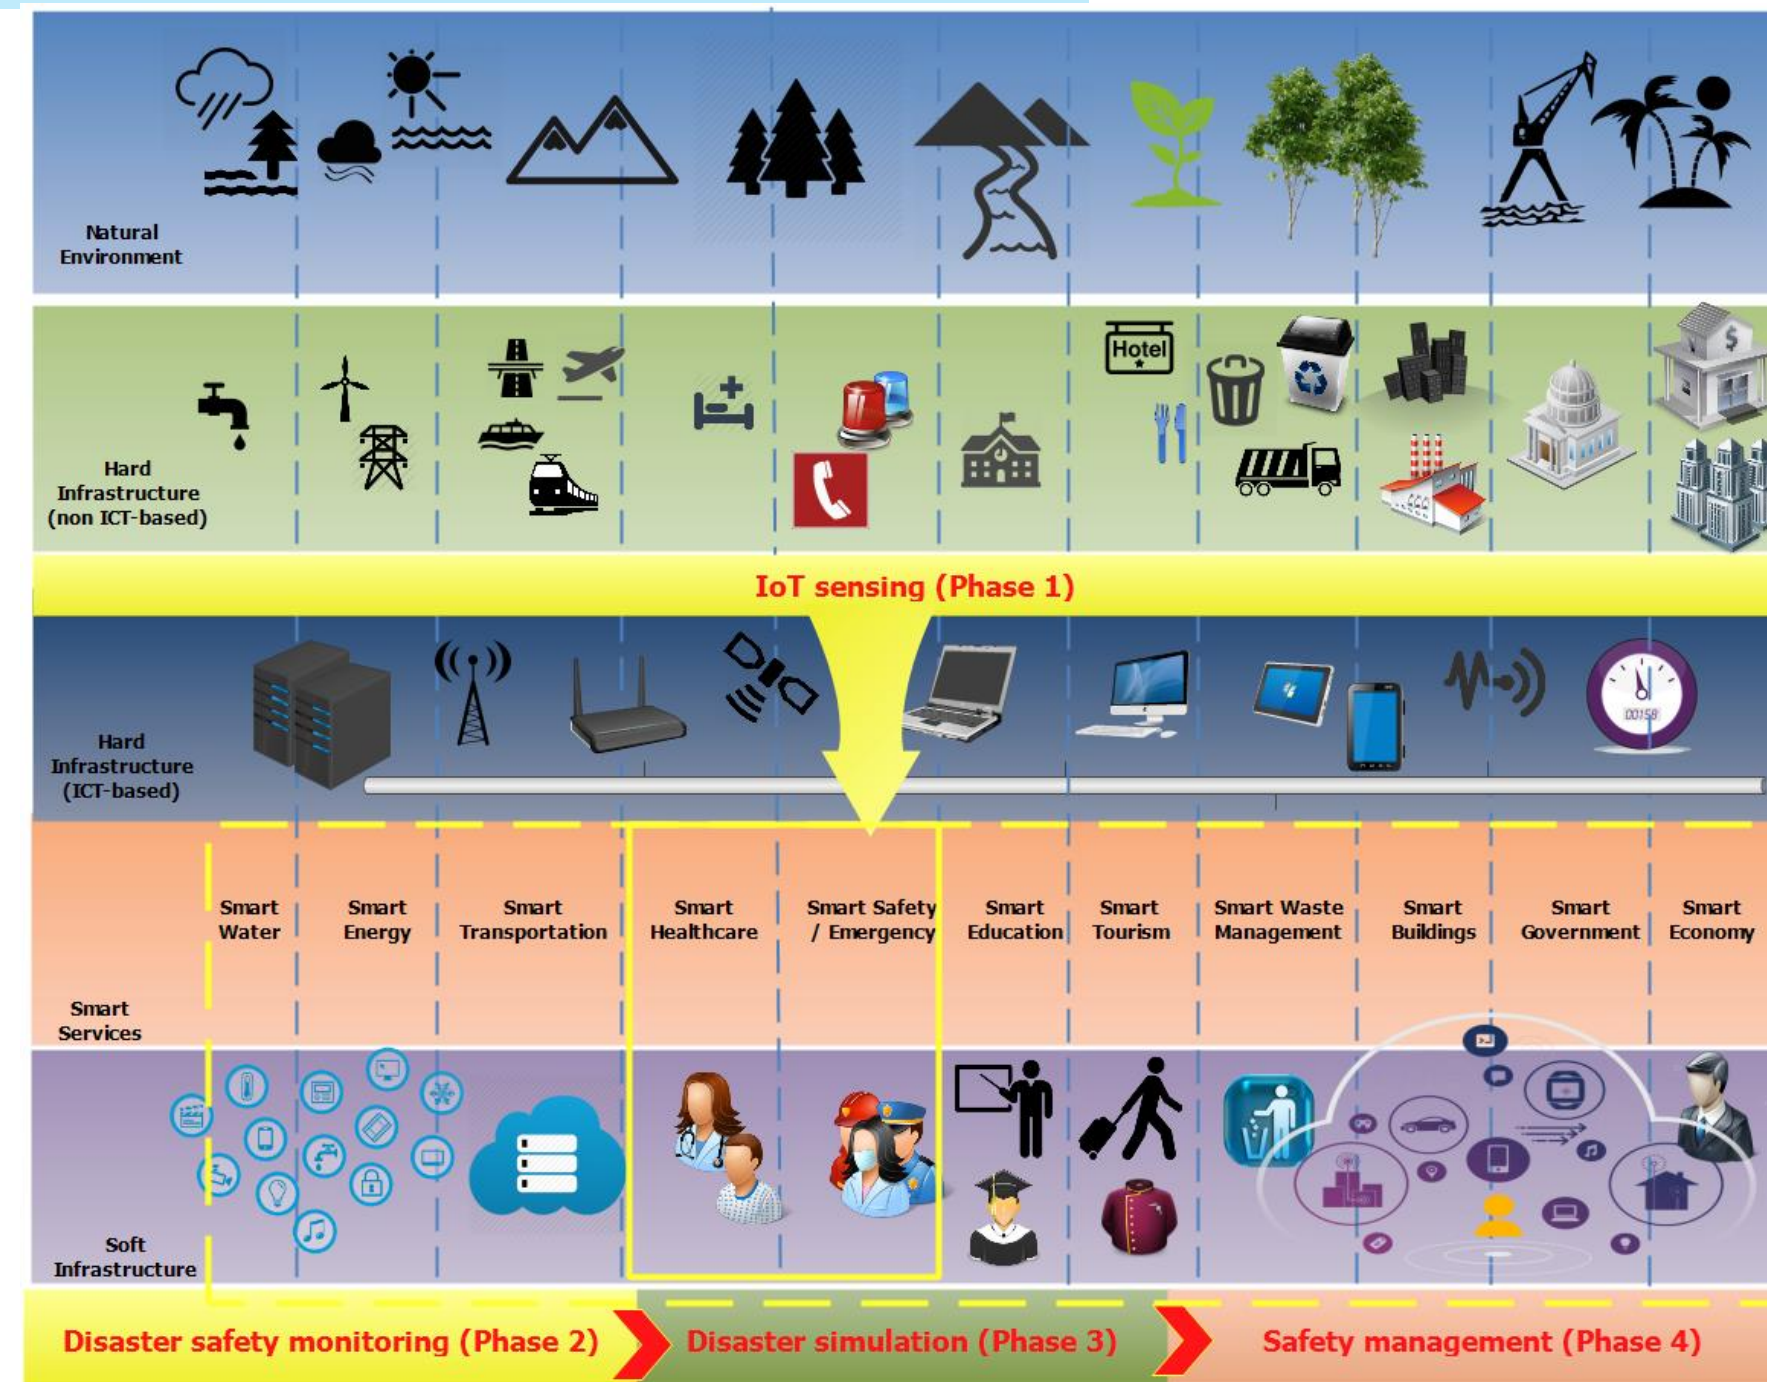 Natural
Environment
Hotel
$
Hard
Infrastructure
(non ICT-based)
IoT sensing (Phase 1)
Hard
Infrastructure
(ICT-based)
00158
Smart
Water
Smart
Energy
Smart
Transportation
Smart
Healthcare
Smart Safety
/ Emergency
Smart
Education
Smart
Tourism
Smart Waste
Management
Smart
Buildings
Smart
Government
Smart
Economy
Smart
Services
Soft
Infrastructure
Disaster safety monitoring (Phase 2)
Disaster simulation (Phase 3)
Safety management (Phase 4)